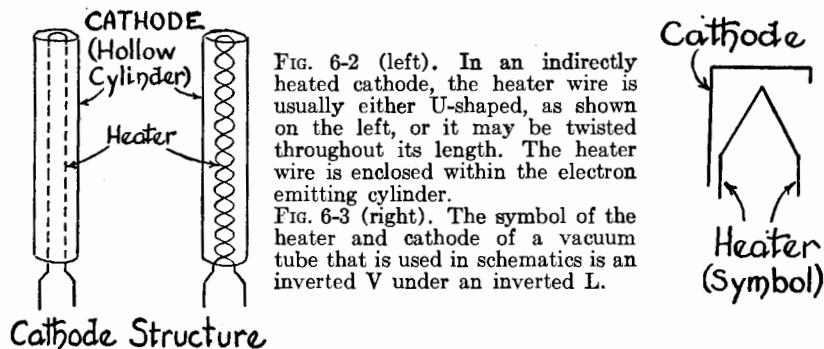 CATHODE
(Hollow
Cylinder)
Heater
Cathode Structure
FIG. 6-2 (left). In an indirectly
heated cathode, the heater wire is
usually either U-shaped, as shown
on the left, or it may be twisted
throughout its length. The heater
wire is enclosed within the electron
emitting cylinder.
FIG. 6-3 (right). The symbol of the
heater and cathode of a vacuum
tube that is used in schematics is an
inverted V under an inverted L.
Cathode
Heater
(Symbol)